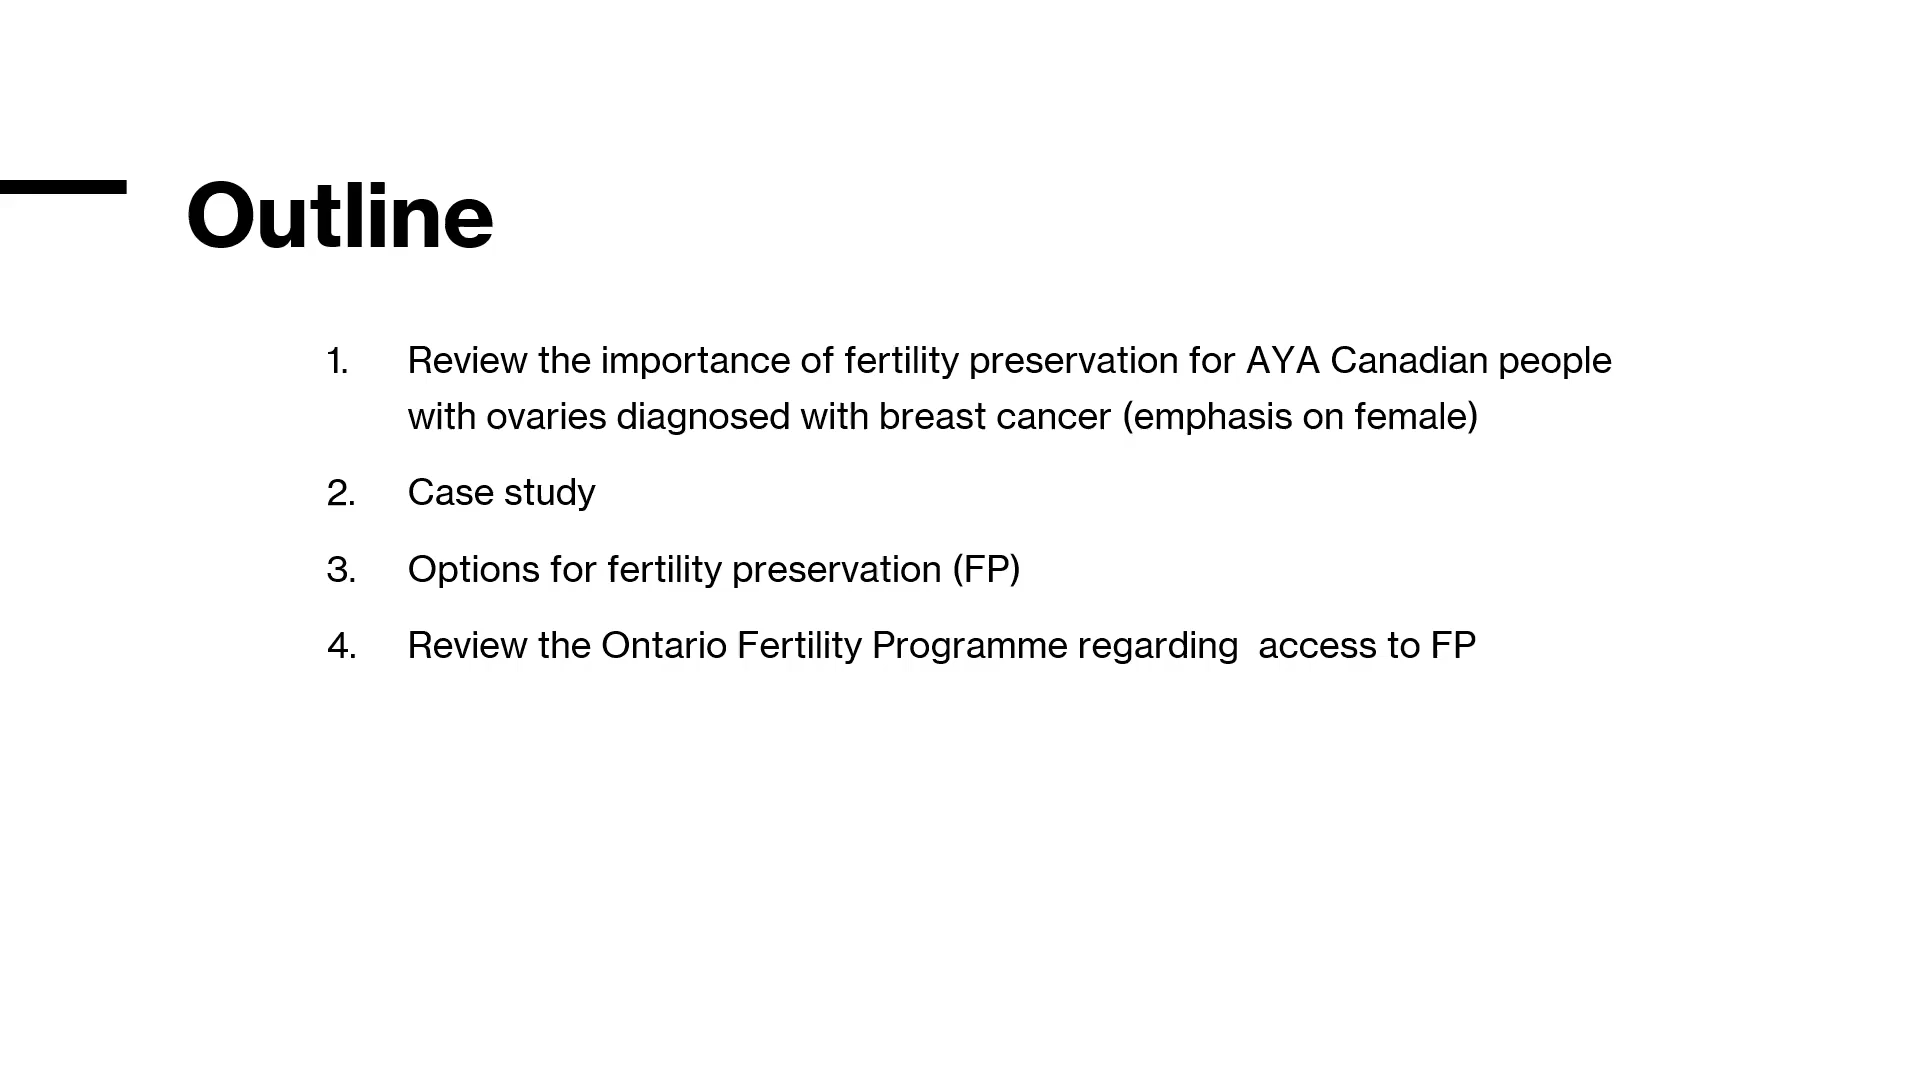 Outline
1. Review the importance of fertility preservation for AYA Canadian people
with ovaries diagnosed with breast cancer (emphasis on female)
2. Case study
3. Options for fertility preservation (FP)
4. Review the Ontario Fertility Programme regarding  access to FP